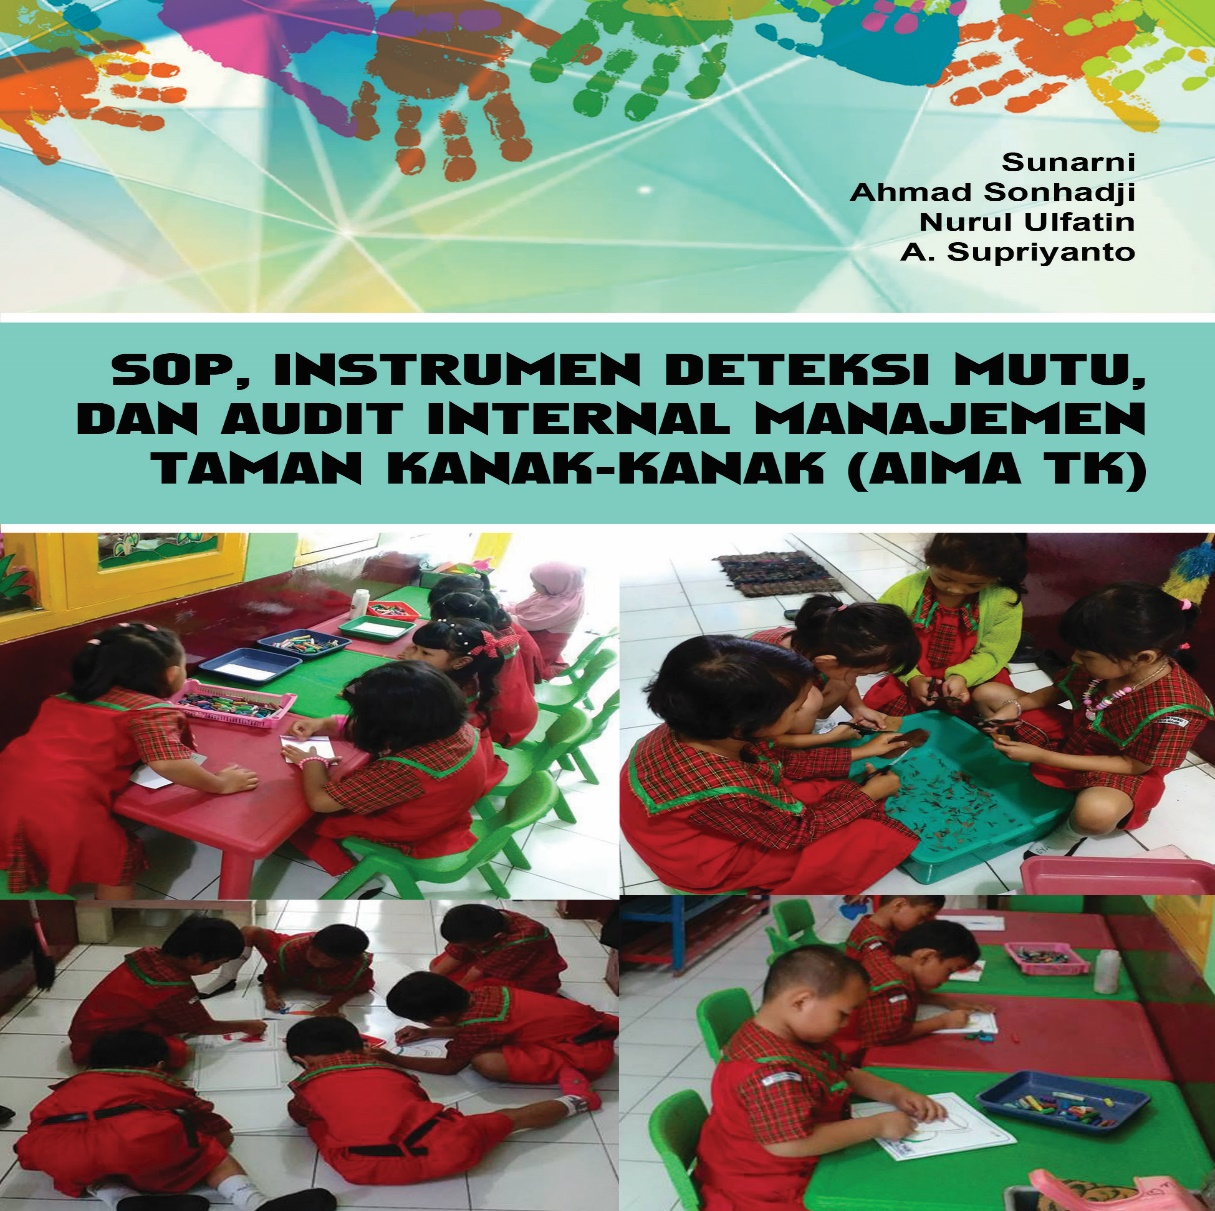 Sunarni
Ahmad Sonhadji
Nurul Ulfatin
A. Supriyanto
SOP, INSTRUMEN DETEKSI MUTU,
DAN AUDIT INTERNAL MANAJEMEN
TAMAN KANAK-KANAK (AIMA TK)